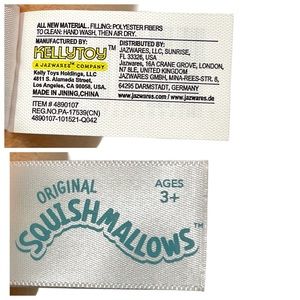 ALL NEW MATERIAL. FILLING: POLYESTER FIBERS
TO CLEAN: HAND WASH, THEN AIR DRY.
MANUFACTURED BY:
KELLYTOY™
A JAZWARES™ COMPANY
Kelly Toys Holdings, LLC
4811 S. Alameda Street,
Los Angeles, CA 90058, USA.
MADE IN JINING,CHINA
DISTRIBUTED BY:
JAZWARES, LLC, SUNRISE,
FL 33326, USA
Jazwares, 16A CRANE GROVE, LONDON,
N7 8LE, UNITED KINGDOM
JAZWARES GMBH, MINA-REES-STR. 8,
64295 DARMSTADT, GERMANY
www.jazwares.com www.jazwares.de
ITEM # 4890107
REG.NO.PA-17539(CN)
4890107-101521-Q042
ORIGINAL
SQUISHMALLOWS™
AGES
3+